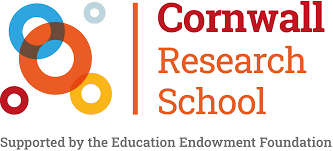 Cornwall
Research
School
Supported by the Education Endowment Foundation